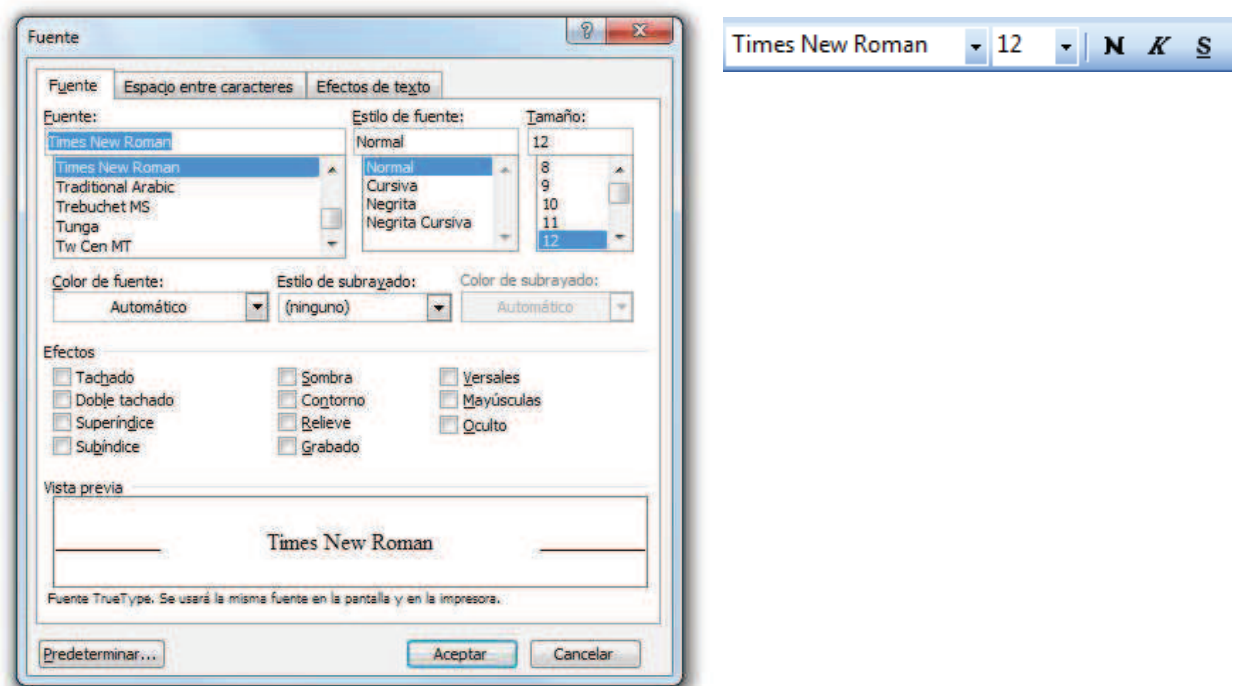 Fuente
Times New Roman 12 N K S
Fuente Espacio entre caracteres Efectos de texto
Fuente: Estilo de fuente: Tamaño:
Times New Roman Normal 12
Times New Roman Normal 8
Traditional Arabic Cursiva 9
Trebuchet MS Negrita 10
Tunga Negrita Cursiva 11
Tw Cen MT 12
Color de fuente: Estilo de subrayado: Color de subrayado:
Automático (ninguno) Automático
Efectos
Tachado Sombra Versales
Doble tachado Contorno Mayúsculas
Superíndice Relieve Oculto
Subíndice Grabado
Vista previa
Times New Roman
Fuente TrueType. Se usará la misma fuente en la pantalla y en la impresora.
Predeterminar... Aceptar Cancelar